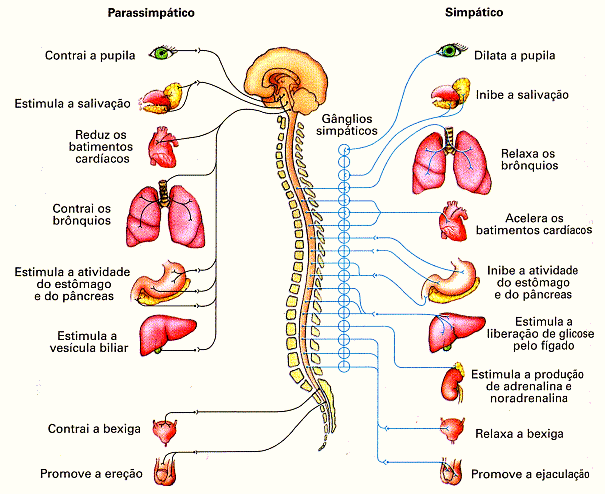 Parassimpático
Contrai a pupila
Estimula a salivação
Reduz os
batimentos
cardíacos
Contrai os
brônquios
Estimula a atividade
do estômago
e do pâncreas
Estimula a
vesícula biliar
Contrai a bexiga
Promove a ereção
Gânglios
simpáticos
Simpático
Dilata a pupila
Inibe a salivação
Relaxa os
brônquios
Acelera os
batimentos cardíacos
Inibe a atividade
do estômago
e do pâncreas
Estimula a
liberação de glicose
pelo fígado
Estimula a produção
de adrenalina e
noradrenalina
Relaxa a bexiga
Promove a ejaculação